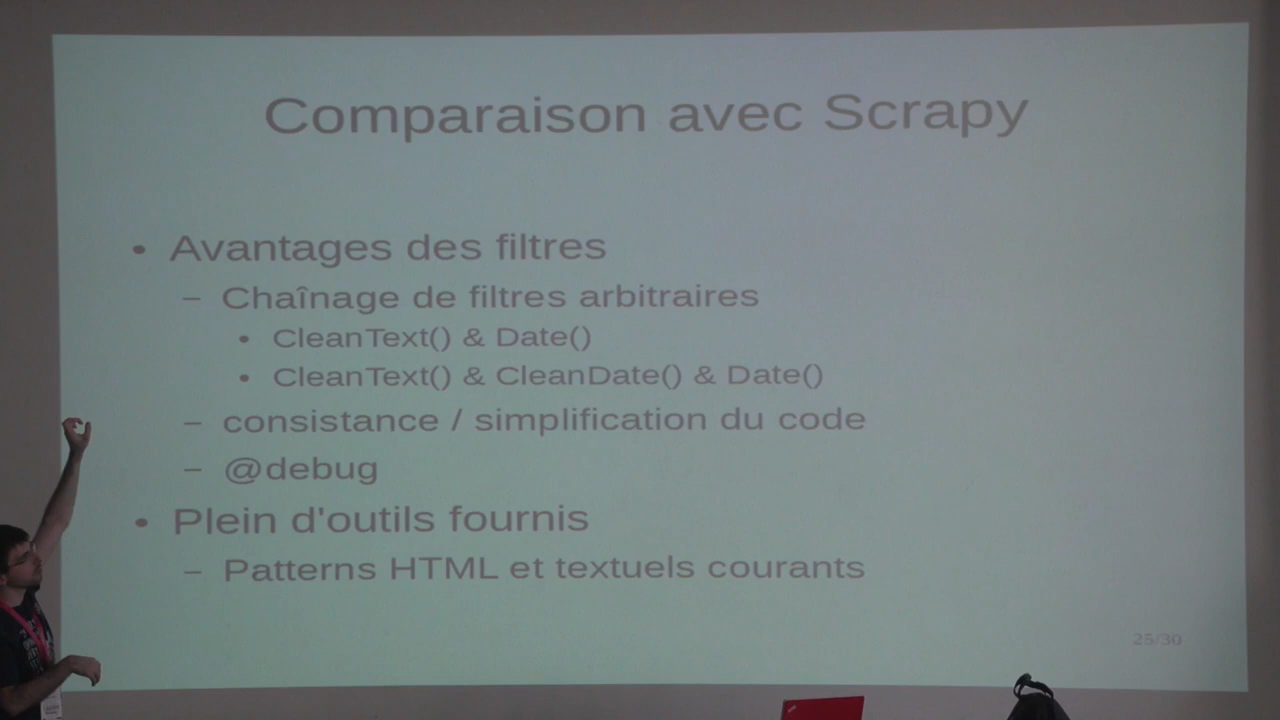 Comparaison avec Scrapy
• Avantages des filtres
– Chaînage de filtres arbitraires
• CleanText() & Date()
• CleanText() & CleanDate() & Date()
– consistance / simplification du code
– @debug
• Plein d'outils fournis
– Patterns HTML et textuels courants
25/30